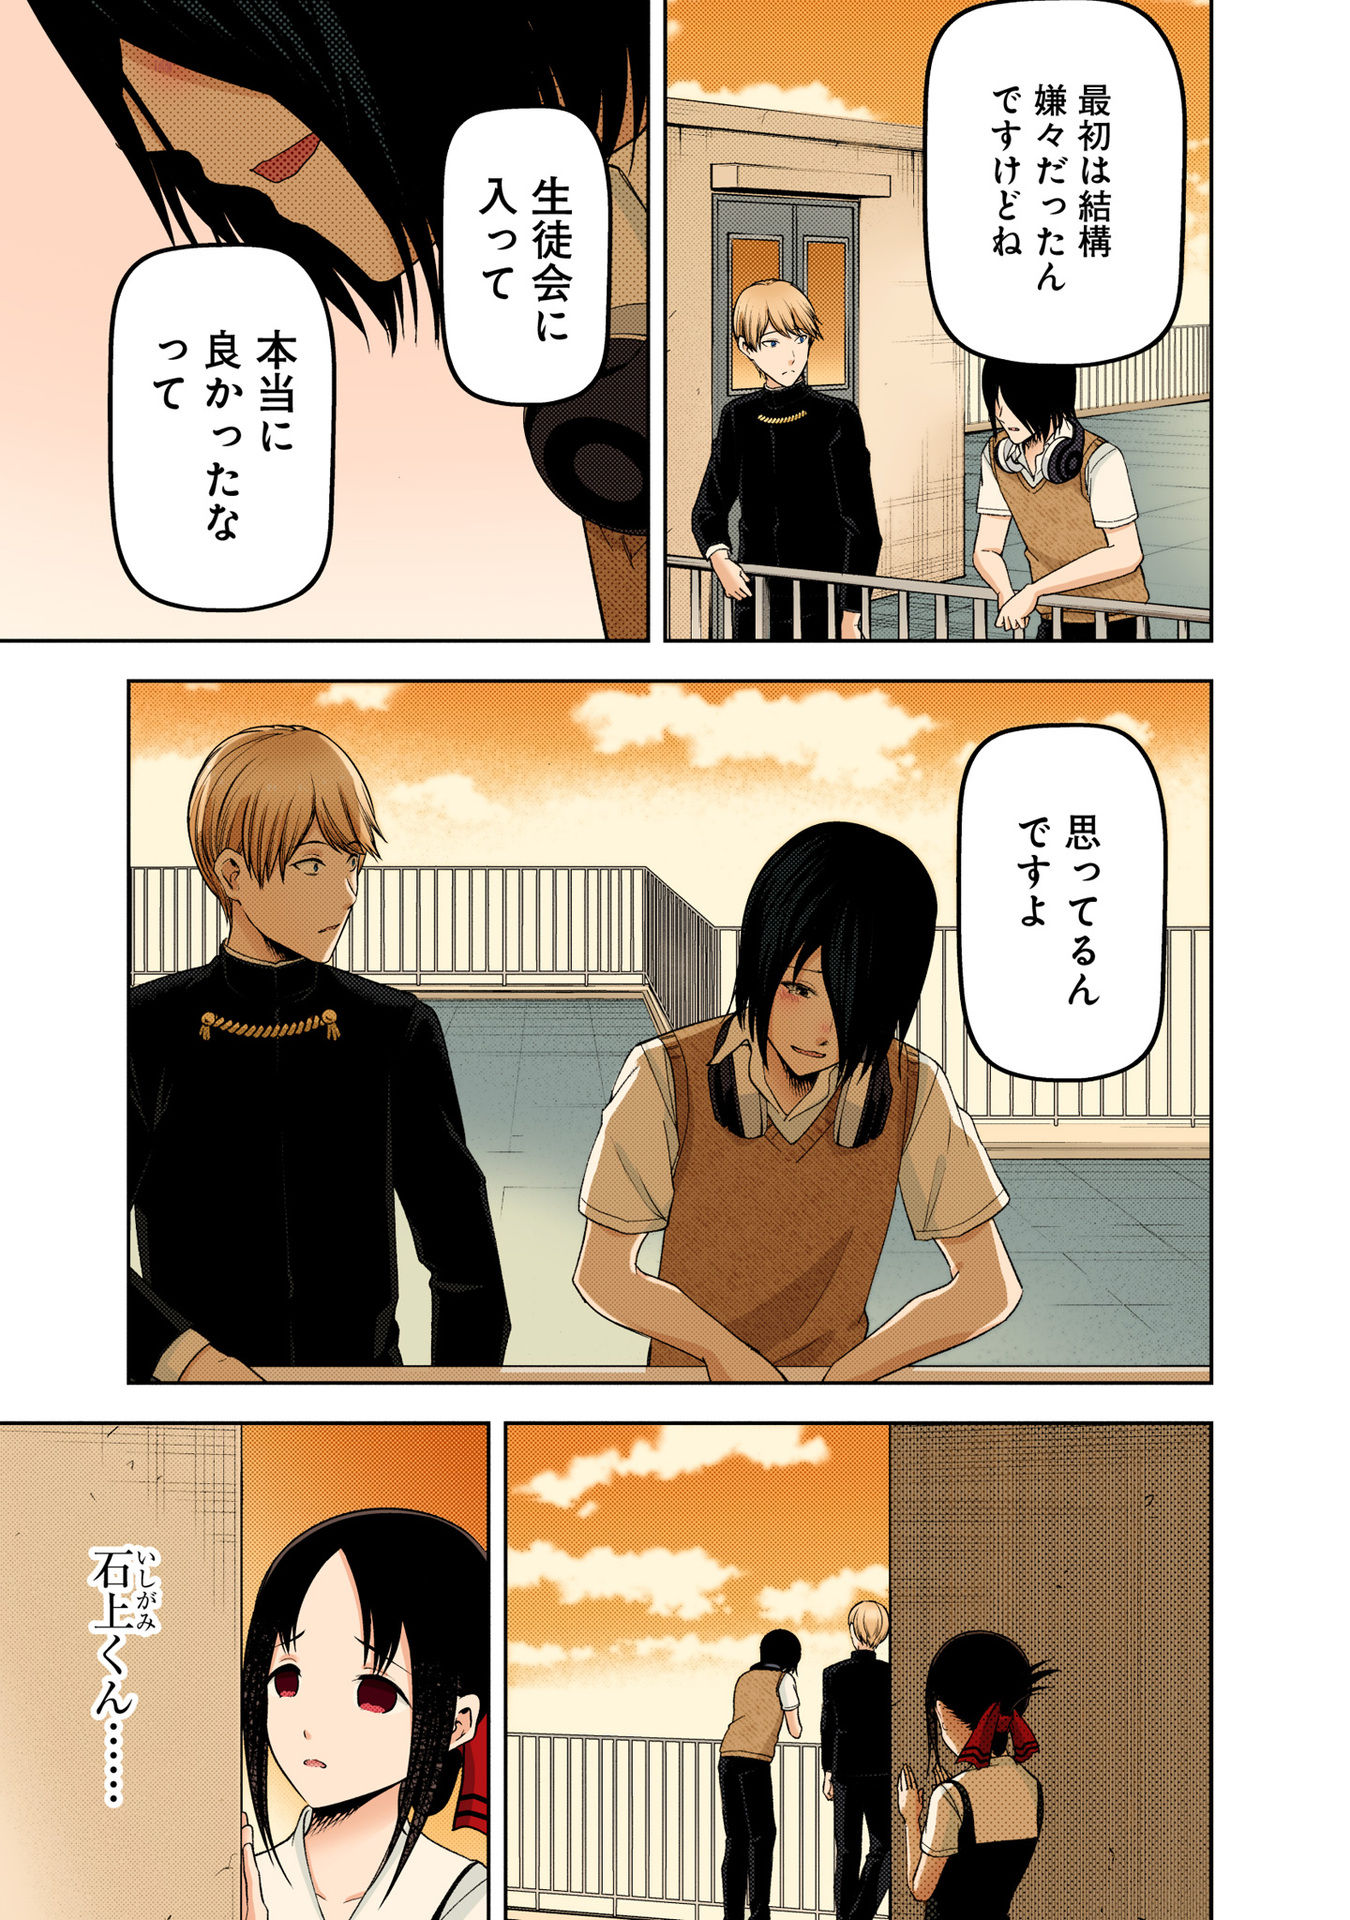 最初は結構
嫌々だったん
ですけどね
生徒会に
入って
本当に
良かったな
って
思ってるん
ですよ
石上くん……
いしがみ